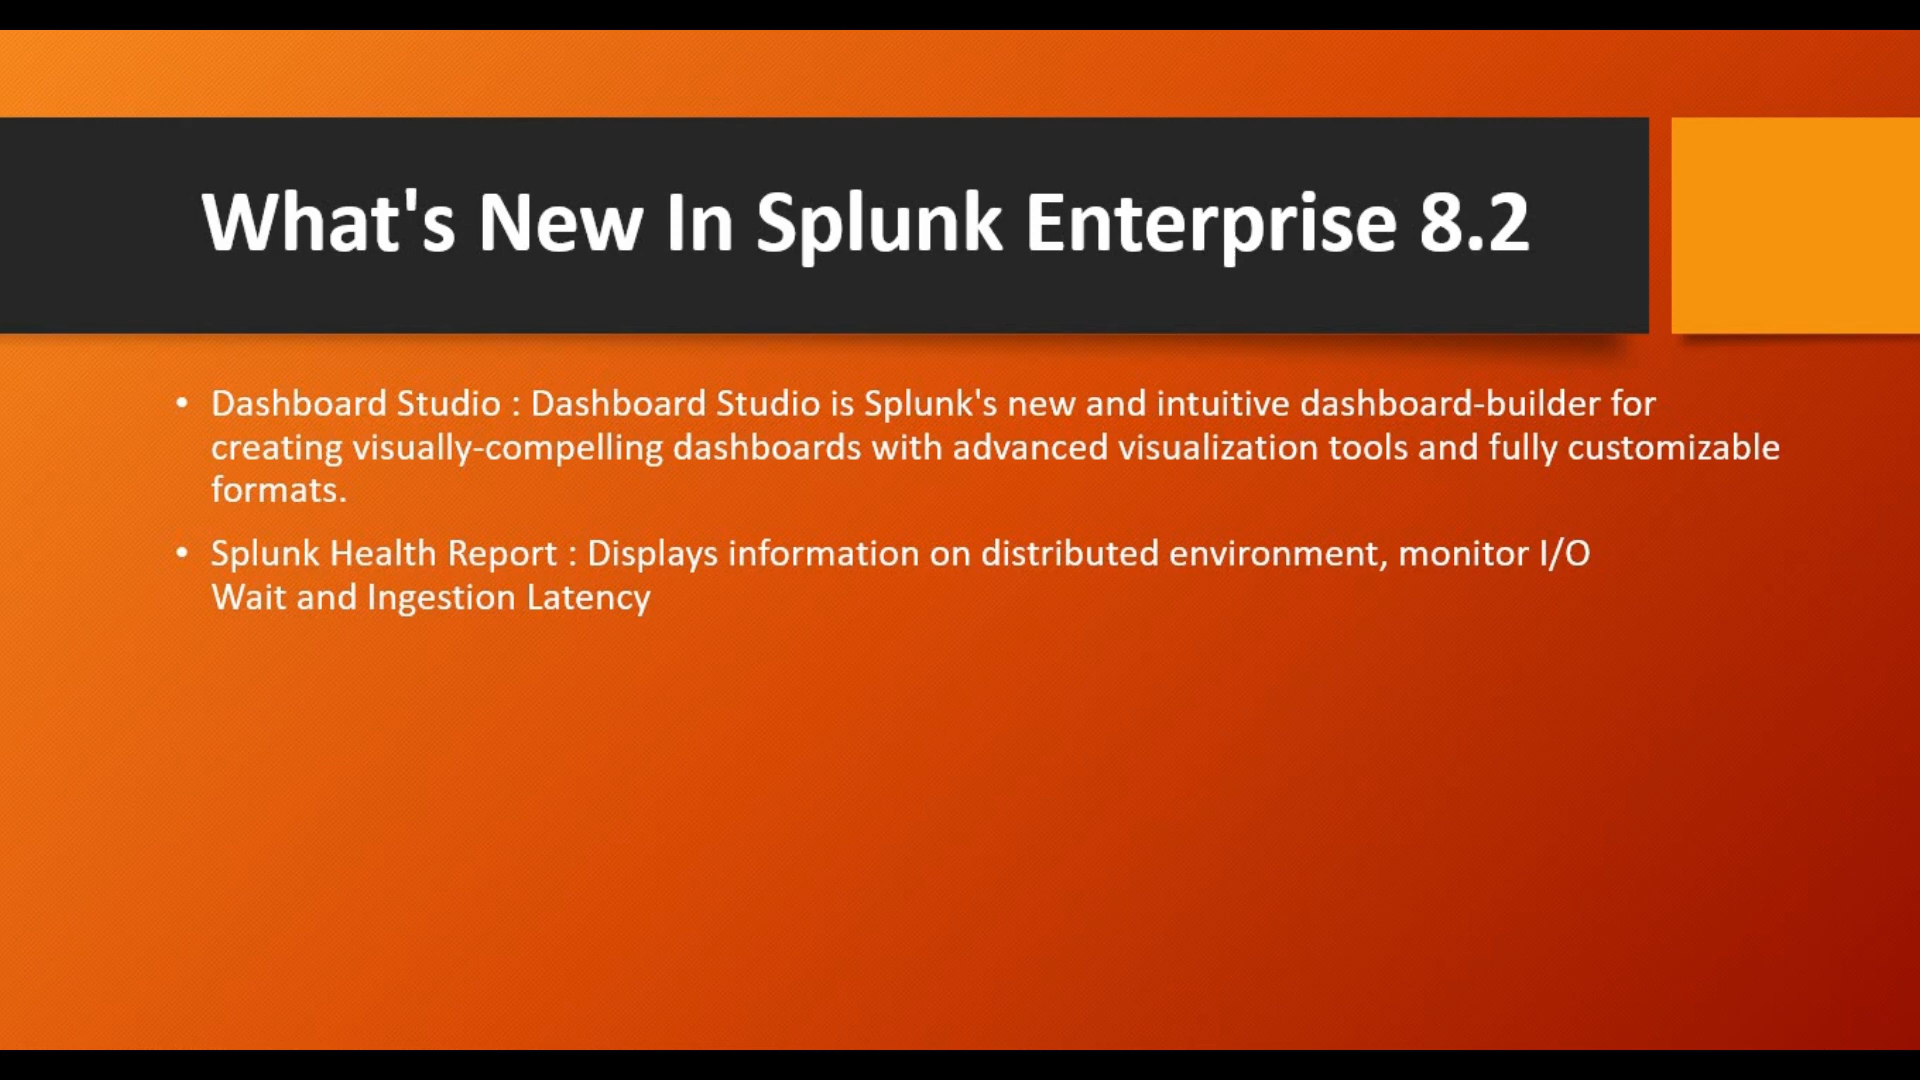 What's New In Splunk Enterprise 8.2
• Dashboard Studio : Dashboard Studio is Splunk's new and intuitive dashboard-builder for
creating visually-compelling dashboards with advanced visualization tools and fully customizable
formats.
• Splunk Health Report : Displays information on distributed environment, monitor I/O
Wait and Ingestion Latency